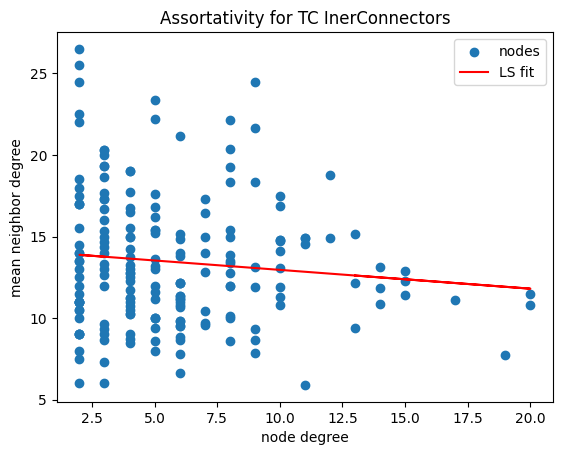 Assortativity for TC InerConnectors
nodes
LS fit
mean neighbor degree
25
20
15
10
5
2.5 5.0 7.5 10.0 12.5 15.0 17.5 20.0
node degree